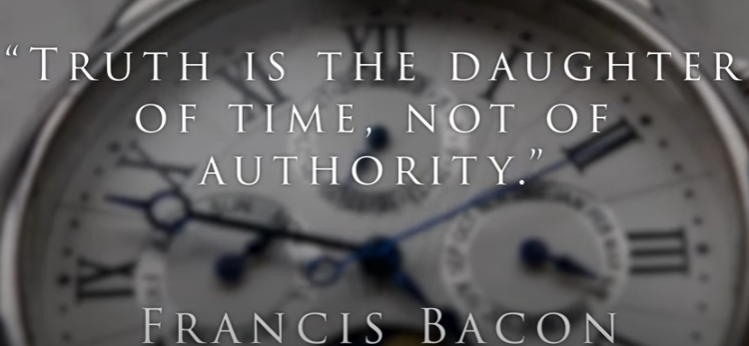 “Truth is the daughter
of time, not of
authority.”
Francis Bacon